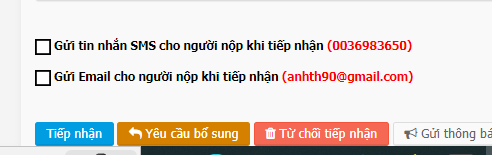 Gửi tin nhắn SMS cho người nộp khi tiếp nhận (0036983650)
Gửi Email cho người nộp khi tiếp nhận (anhth90@gmail.com)
Tiếp nhận Yêu cầu bổ sung Từ chối tiếp nhận Gửi thông bá